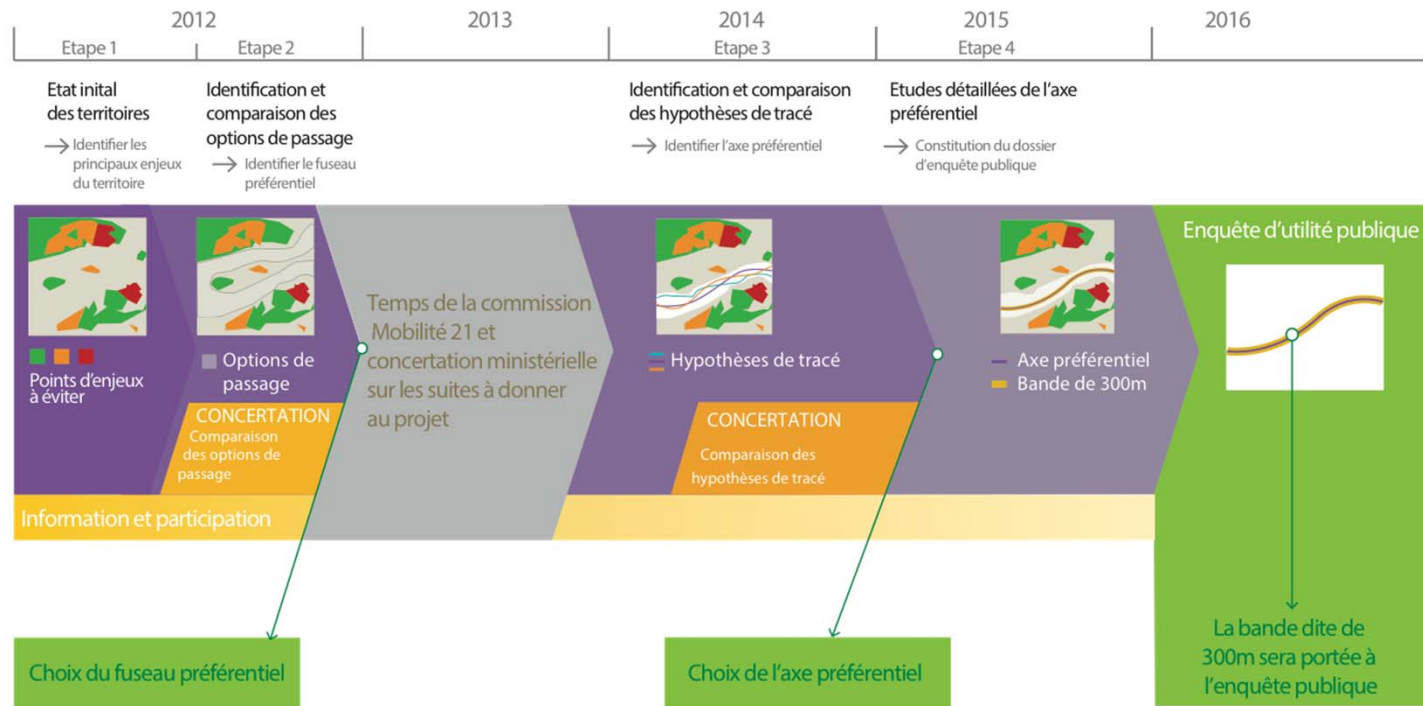 2012
2013
2014
2015
2016
Etape 1
Etape 2
Etape 3
Etape 4
Etat inital
des territoires
→ Identifier les
principaux enjeux
du territoire
Identification et
comparaison des
options de passage
→ Identifier le fuseau
préférentiel
Identification et comparaison
des hypothèses de tracé
→ Identifier l'axe préférentiel
Etudes détaillées de l'axe
préférentiel
→ Constitution du dossier
d'enquête publique
Points d'enjeux
à éviter
Options de
passage
CONCERTATION
Comparaison
des options de
passage
Temps de la commission
Mobilité 21 et
concertation ministérielle
sur les suites à donner
au projet
Hypothèses de tracé
CONCERTATION
Comparaison des
hypothèses de tracé
Axe préférentiel
Bande de 300m
Enquête d'utilité publique
Information et participation
Choix du fuseau préférentiel
Choix de l'axe préférentiel
La bande dite de
300m sera portée à
l'enquête publique